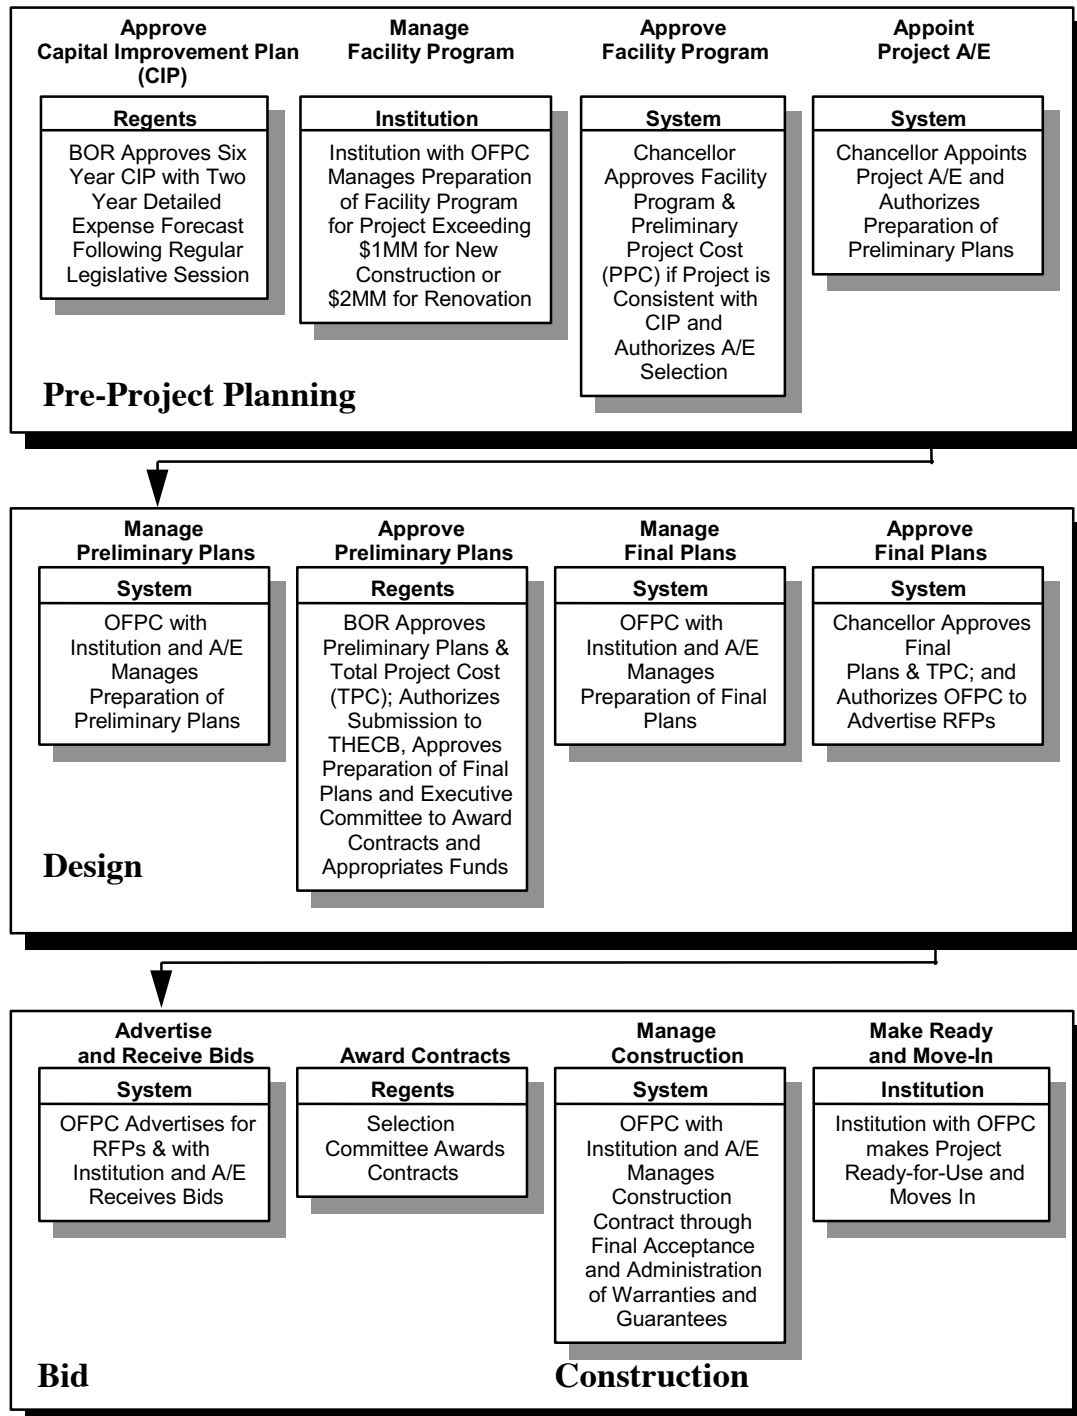 Approve
Capital Improvement Plan
(CIP)
Regents
BOR Approves Six
Year CIP with Two
Year Detailed
Expense Forecast
Following Regular
Legislative Session
Manage
Facility Program
Institution
Institution with OFPC
Manages Preparation
of Facility Program
for Project Exceeding
$1MM for New
Construction or
$2MM for Renovation
Approve
Facility Program
System
Chancellor
Approves Facility
Program &
Preliminary
Project Cost
(PPC) if Project is
Consistent with
CIP and
Authorizes A/E
Selection
Appoint
Project A/E
System
Chancellor Appoints
Project A/E and
Authorizes
Preparation of
Preliminary Plans
Pre-Project Planning
Manage
Preliminary Plans
System
OFPC with
Institution and A/E
Manages
Preparation of
Preliminary Plans
Approve
Preliminary Plans
Regents
BOR Approves
Preliminary Plans &
Total Project Cost
(TPC); Authorizes
Submission to
THECB, Approves
Preparation of Final
Plans and Executive
Committee to Award
Contracts and
Appropriates Funds
Manage
Final Plans
System
OFPC with
Institution and A/E
Manages
Preparation of Final
Plans
Approve
Final Plans
System
Chancellor Approves
Final
Plans & TPC; and
Authorizes OFPC to
Advertise RFPs
Design
Advertise
and Receive Bids
System
OFPC Advertises for
RFPs & with
Institution and A/E
Receives Bids
Award Contracts
Regents
Selection
Committee Awards
Contracts
Manage
Construction
System
OFPC with
Institution and A/E
Manages
Construction
Contract through
Final Acceptance
and Administration
of Warranties and
Guarantees
Make Ready
and Move-In
Institution
Institution with OFPC
makes Project
Ready-for-Use and
Moves In
Bid
Construction